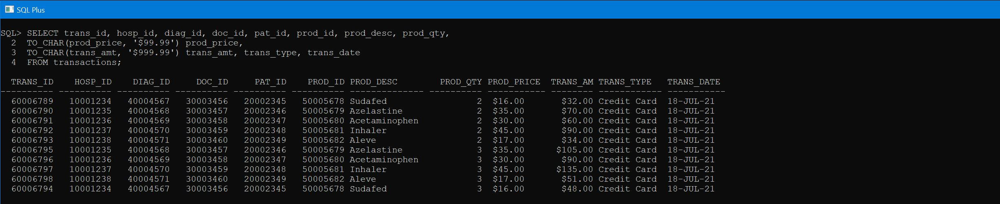 SQL Plus
SQL> SELECT trans_id, hosp_id, diag_id, doc_id, pat_id, prod_id, prod_desc, prod_qty,
  2  TO_CHAR(prod_price, '$99.99') prod_price,
  3  TO_CHAR(trans_amt, '$999.99') trans_amt, trans_type, trans_date
  4  FROM transactions;
  TRANS_ID    HOSP_ID    DIAG_ID     DOC_ID     PAT_ID    PROD_ID PROD_DESC        PROD_QTY PROD_PRICE  TRANS_AM TRANS_TYPE   TRANS_DATE
---------- ---------- ---------- ---------- ---------- ---------- -------------- ---------- ----------- -------- ------------ -----------
  60006789   10001234   40004567   30003456   20002345   50005678 Sudafed                 2  $16.00       $32.00 Credit Card  18-JUL-21
  60006790   10001235   40004568   30003457   20002346   50005679 Azelastine              2  $35.00       $70.00 Credit Card  18-JUL-21
  60006791   10001236   40004569   30003458   20002347   50005680 Acetaminophen           2  $30.00       $60.00 Credit Card  18-JUL-21
  60006792   10001237   40004570   30003459   20002348   50005681 Inhaler                 2  $45.00       $90.00 Credit Card  18-JUL-21
  60006793   10001238   40004571   30003460   20002349   50005682 Aleve                   2  $17.00       $34.00 Credit Card  18-JUL-21
  60006795   10001235   40004568   30003457   20002346   50005679 Azelastine              3  $35.00      $105.00 Credit Card  18-JUL-21
  60006796   10001236   40004569   30003458   20002347   50005680 Acetaminophen           3  $30.00       $90.00 Credit Card  18-JUL-21
  60006797   10001237   40004570   30003459   20002348   50005681 Inhaler                 3  $45.00      $135.00 Credit Card  18-JUL-21
  60006798   10001238   40004571   30003460   20002349   50005682 Aleve                   3  $17.00       $51.00 Credit Card  18-JUL-21
  60006794   10001234   40004567   30003456   20002345   50005678 Sudafed                 3  $16.00       $48.00 Credit Card  18-JUL-21